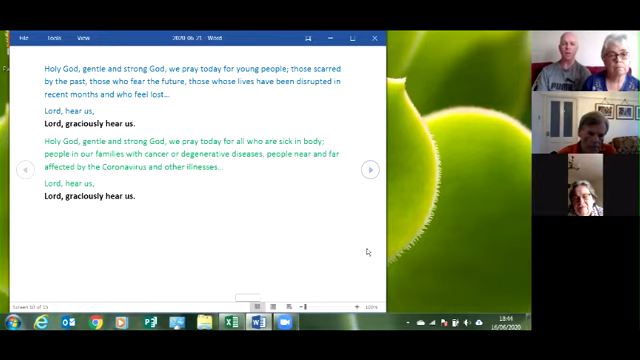 File Tools View 2020-06-21 - Word
Holy God, gentle and strong God, we pray today for young people; those scarred
by the past, those who fear the future, those whose lives have been disrupted in
recent months and who feel lost...
Lord, hear us,
Lord, graciously hear us.
Holy God, gentle and strong God, we pray today for all who are sick in body;
people in our families with cancer or degenerative diseases, people near and far
affected by the Coronavirus and other illnesses...
Lord, hear us,
Lord, graciously hear us.
Screen 10 of 15
100%
18:44
16/06/2020